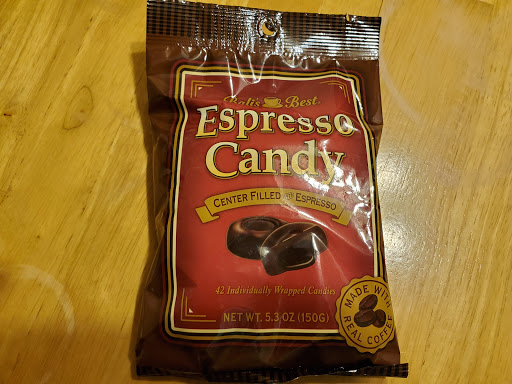 Bali's Best
Espresso
Candy
CENTER FILLED WITH ESPRESSO
42 Individually Wrapped Candies
NET WT. 5.3 OZ (150G)
MADE WITH
REAL COFFEE